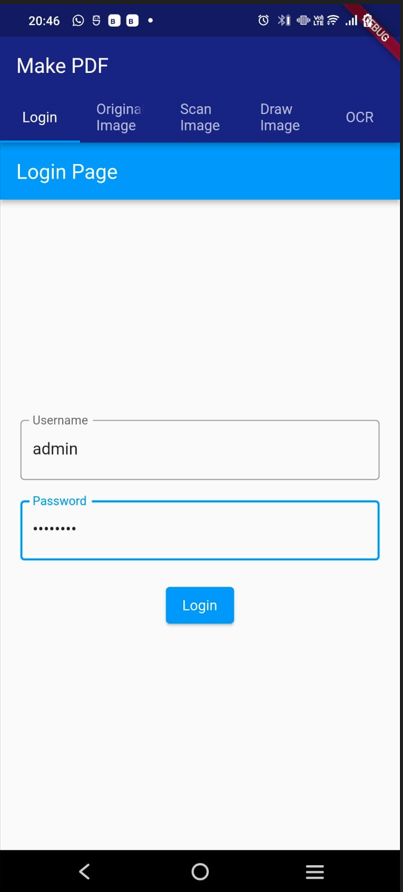 20:46
DEBUG
Make PDF
Login
Original
Image
Scan
Image
Draw
Image
OCR
Login Page
Username
admin
Password
••••••••
Login